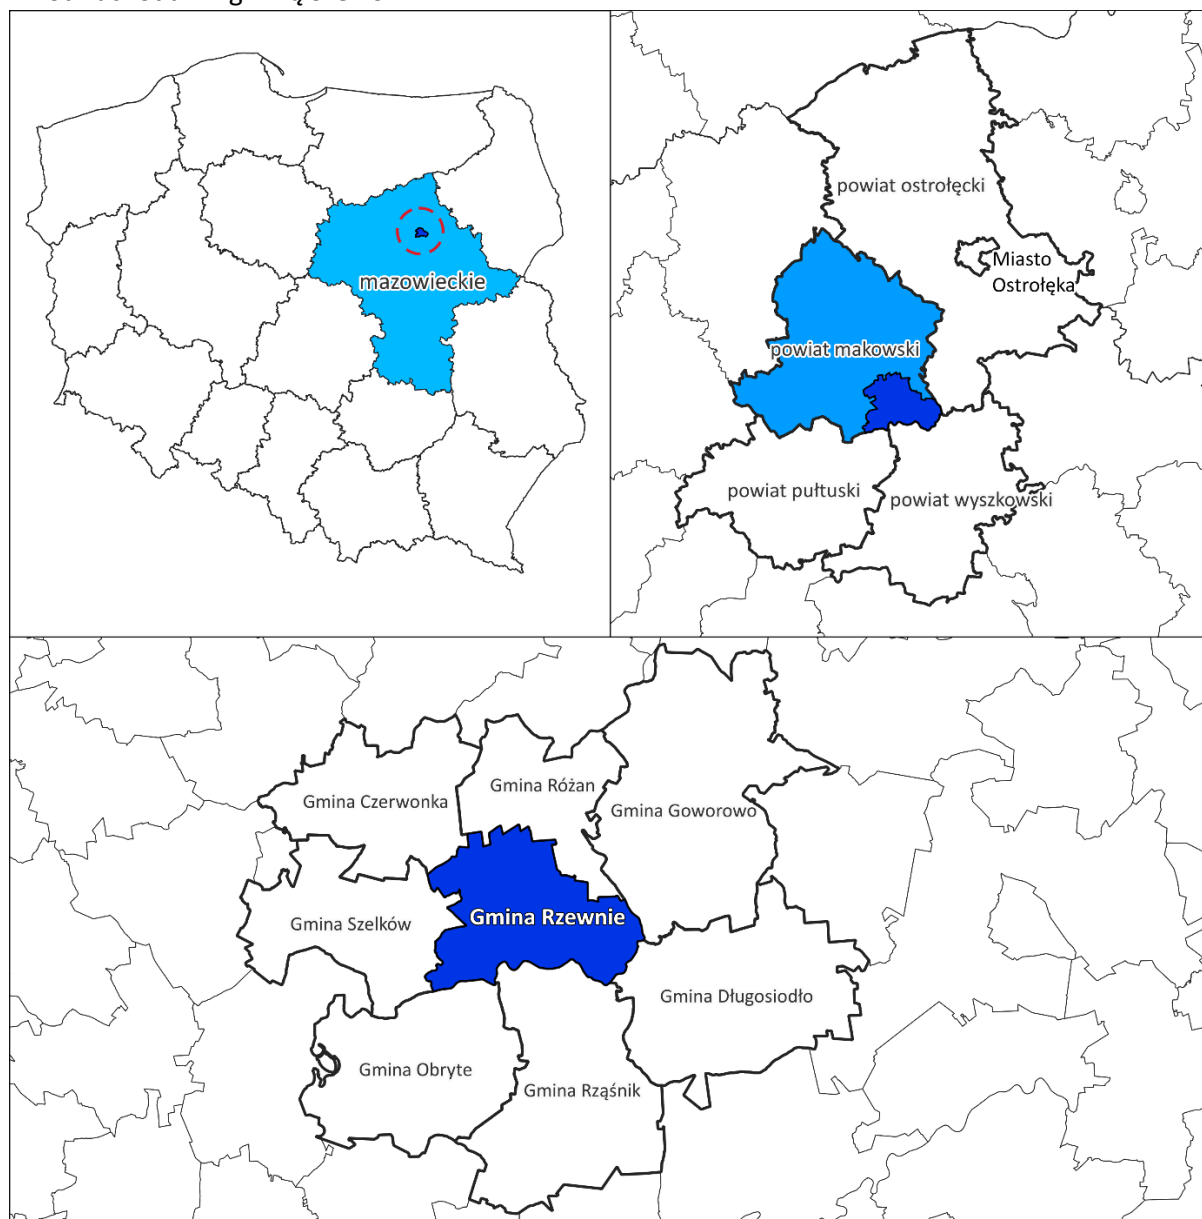 mazowieckie
powiat ostrołęcki
Miasto
Ostrołęka
powiat makowski
powiat pułtuski
powiat wyszkowski
Gmina Różan
Gmina Czerwonka
Gmina Goworowo
Gmina Szelków
Gmina Rzewnie
Gmina Długosiodło
Gmina Obryte
Gmina Rząśnik